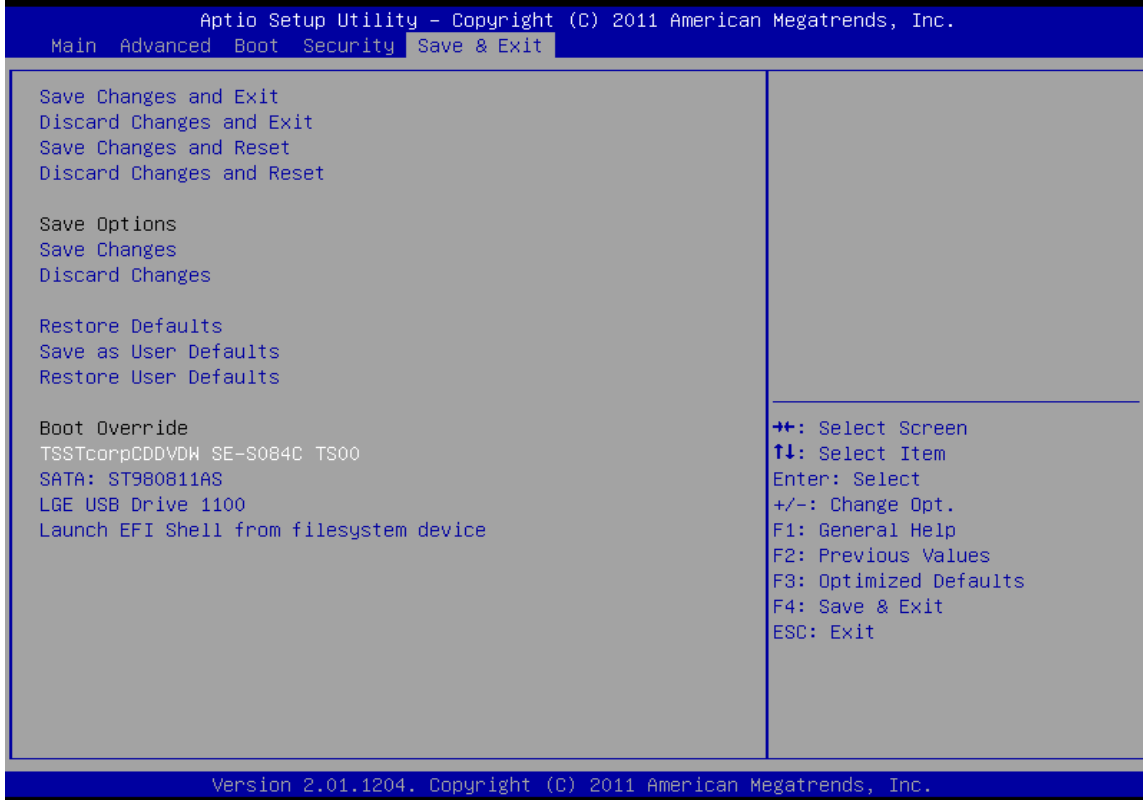 Aptio Setup Utility – Copyright (C) 2011 American Megatrends, Inc.
Main Advanced Boot Security Save & Exit
Save Changes and Exit
Discard Changes and Exit
Save Changes and Reset
Discard Changes and Reset
Save Options
Save Changes
Discard Changes
Restore Defaults
Save as User Defaults
Restore User Defaults
Boot Override
TSSTcorpCDDVDW SE-S084C TS00
SATA: ST980811AS
LGE USB Drive 1100
Launch EFI Shell from filesystem device
→←: Select Screen
↑↓: Select Item
Enter: Select
+/-: Change Opt.
F1: General Help
F2: Previous Values
F3: Optimized Defaults
F4: Save & Exit
ESC: Exit
Version 2.01.1204. Copyright (C) 2011 American Megatrends, Inc.